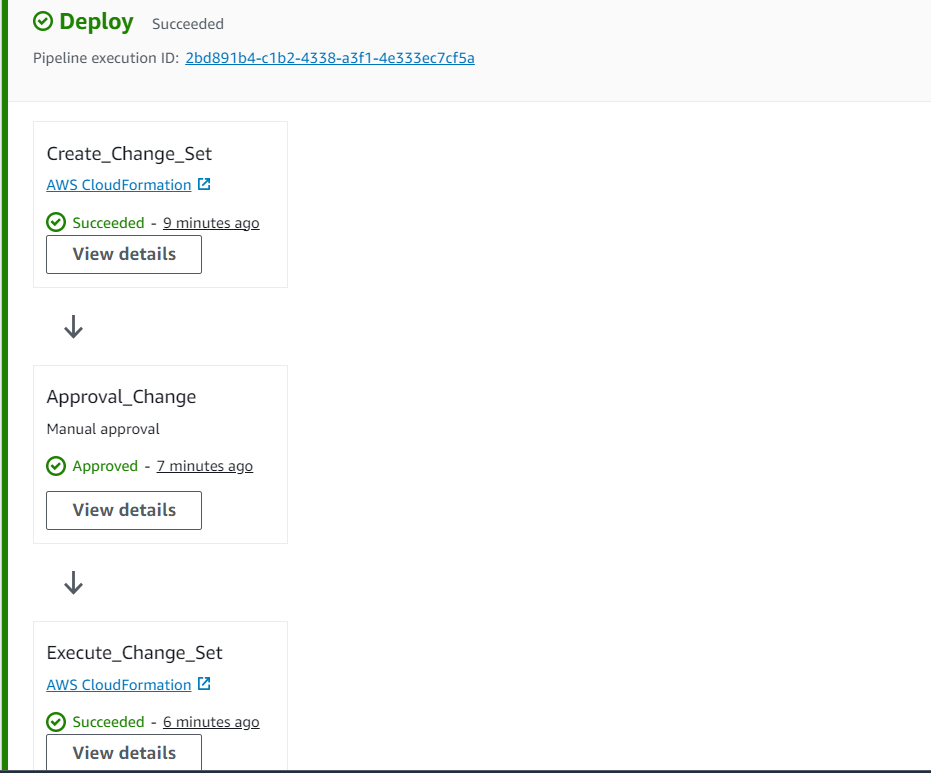 Deploy Succeeded
Pipeline execution ID: 2bd891b4-c1b2-4338-a3f1-4e333ec7cf5a
Create_Change_Set
AWS CloudFormation
Succeeded - 9 minutes ago
View details
Approval_Change
Manual approval
Approved - 7 minutes ago
View details
Execute_Change_Set
AWS CloudFormation
Succeeded - 6 minutes ago
View details